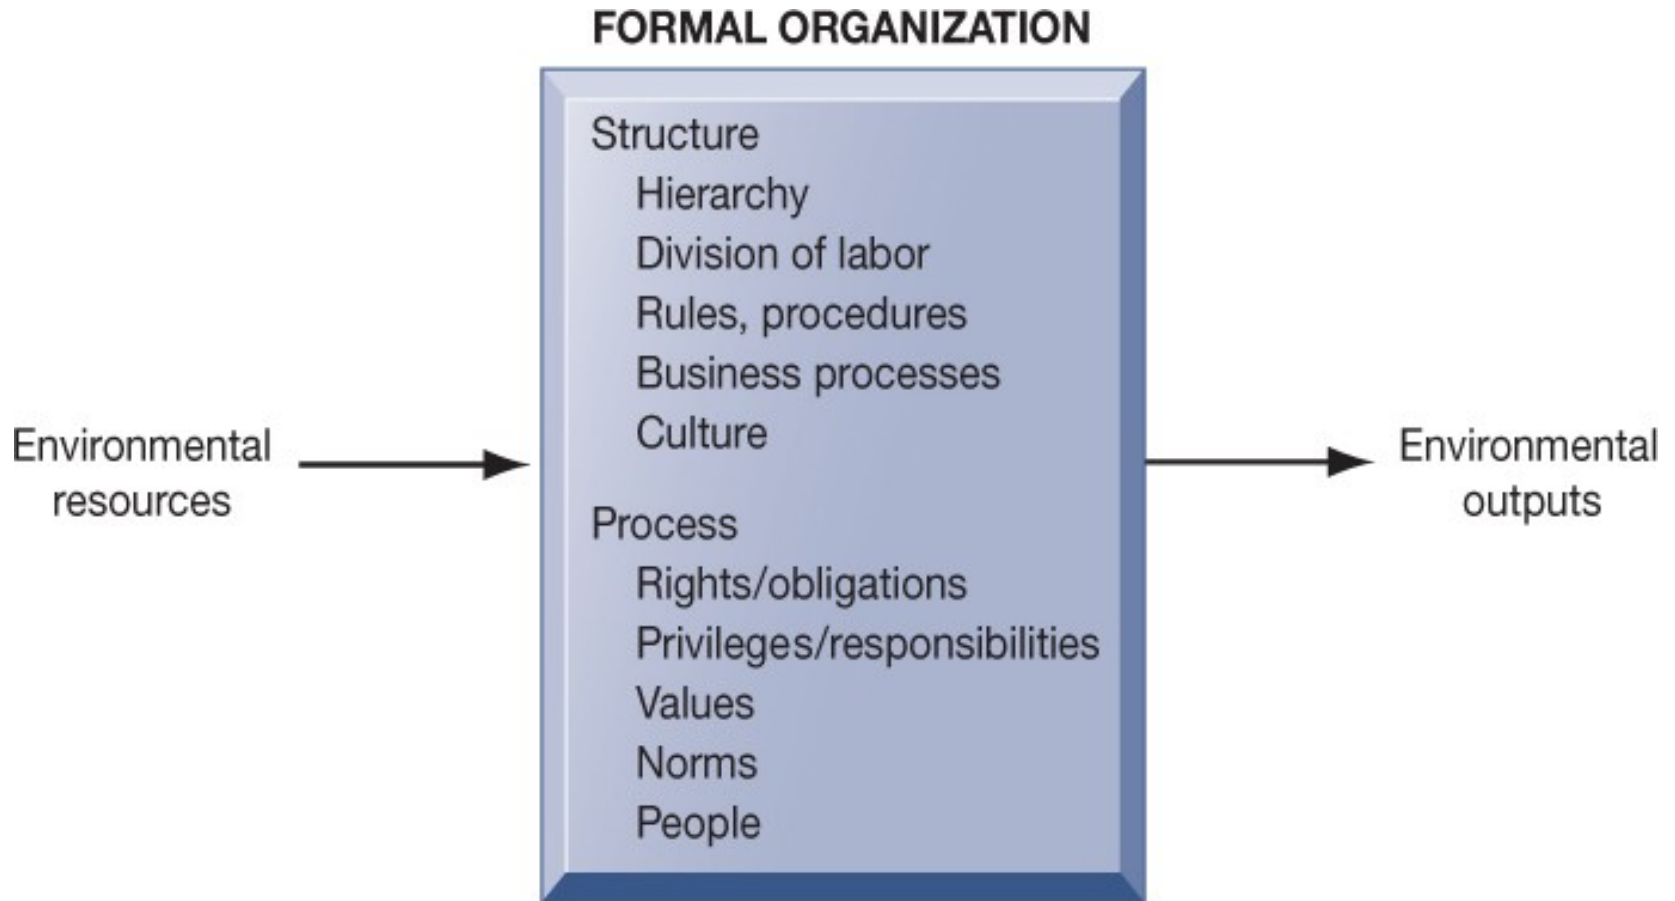 FORMAL ORGANIZATION
Structure
Hierarchy
Division of labor
Rules, procedures
Business processes
Culture
Environmental
resources
Environmental
outputs
Process
Rights/obligations
Privileges/responsibilities
Values
Norms
People